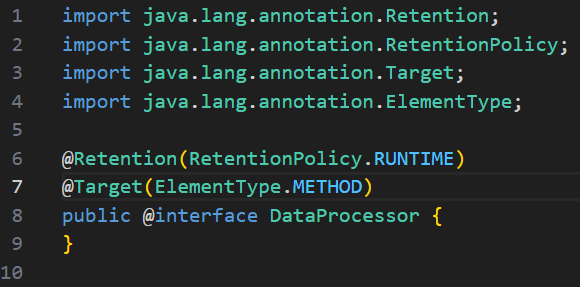 1 import java.lang.annotation.Retention;
2 import java.lang.annotation.RetentionPolicy;
3 import java.lang.annotation.Target;
4 import java.lang.annotation.ElementType;
5
6 @Retention(RetentionPolicy.RUNTIME)
7 @Target(ElementType.METHOD)
8 public @interface DataProcessor {
9 }
10